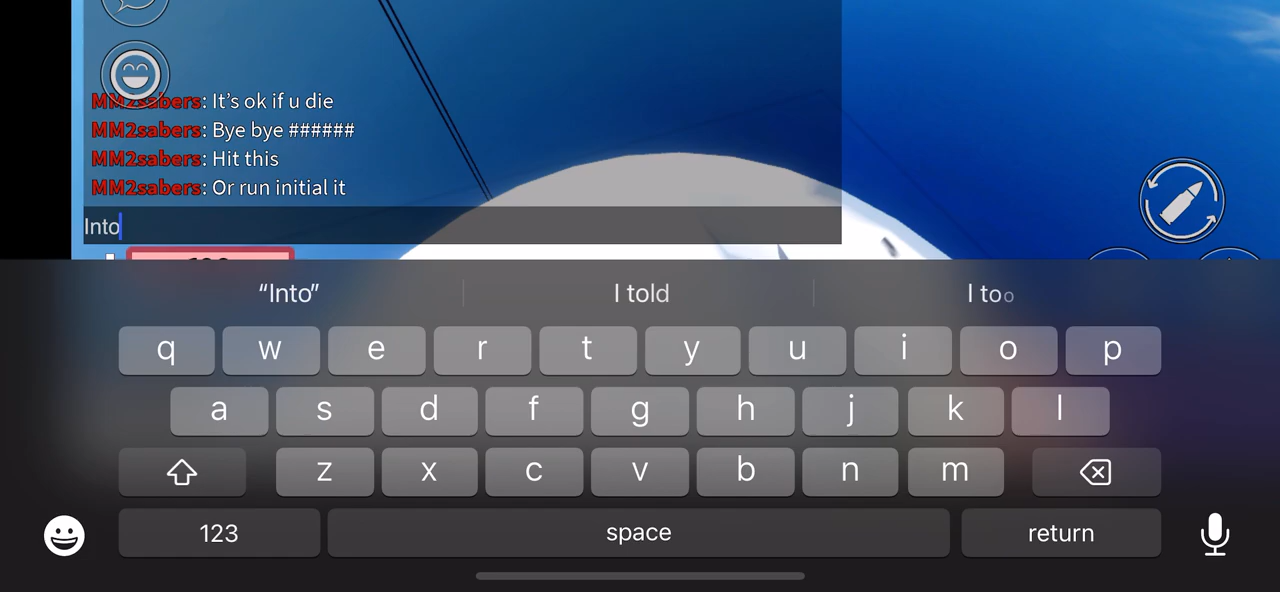 MM2sabers: It's ok if u die
MM2sabers: Bye bye ######
MM2sabers: Hit this
MM2sabers: Or run initial it
Into
“Into” I told I too
q w e r t y u i o p
a s d f g h j k l
z x c v b n m
123 space return